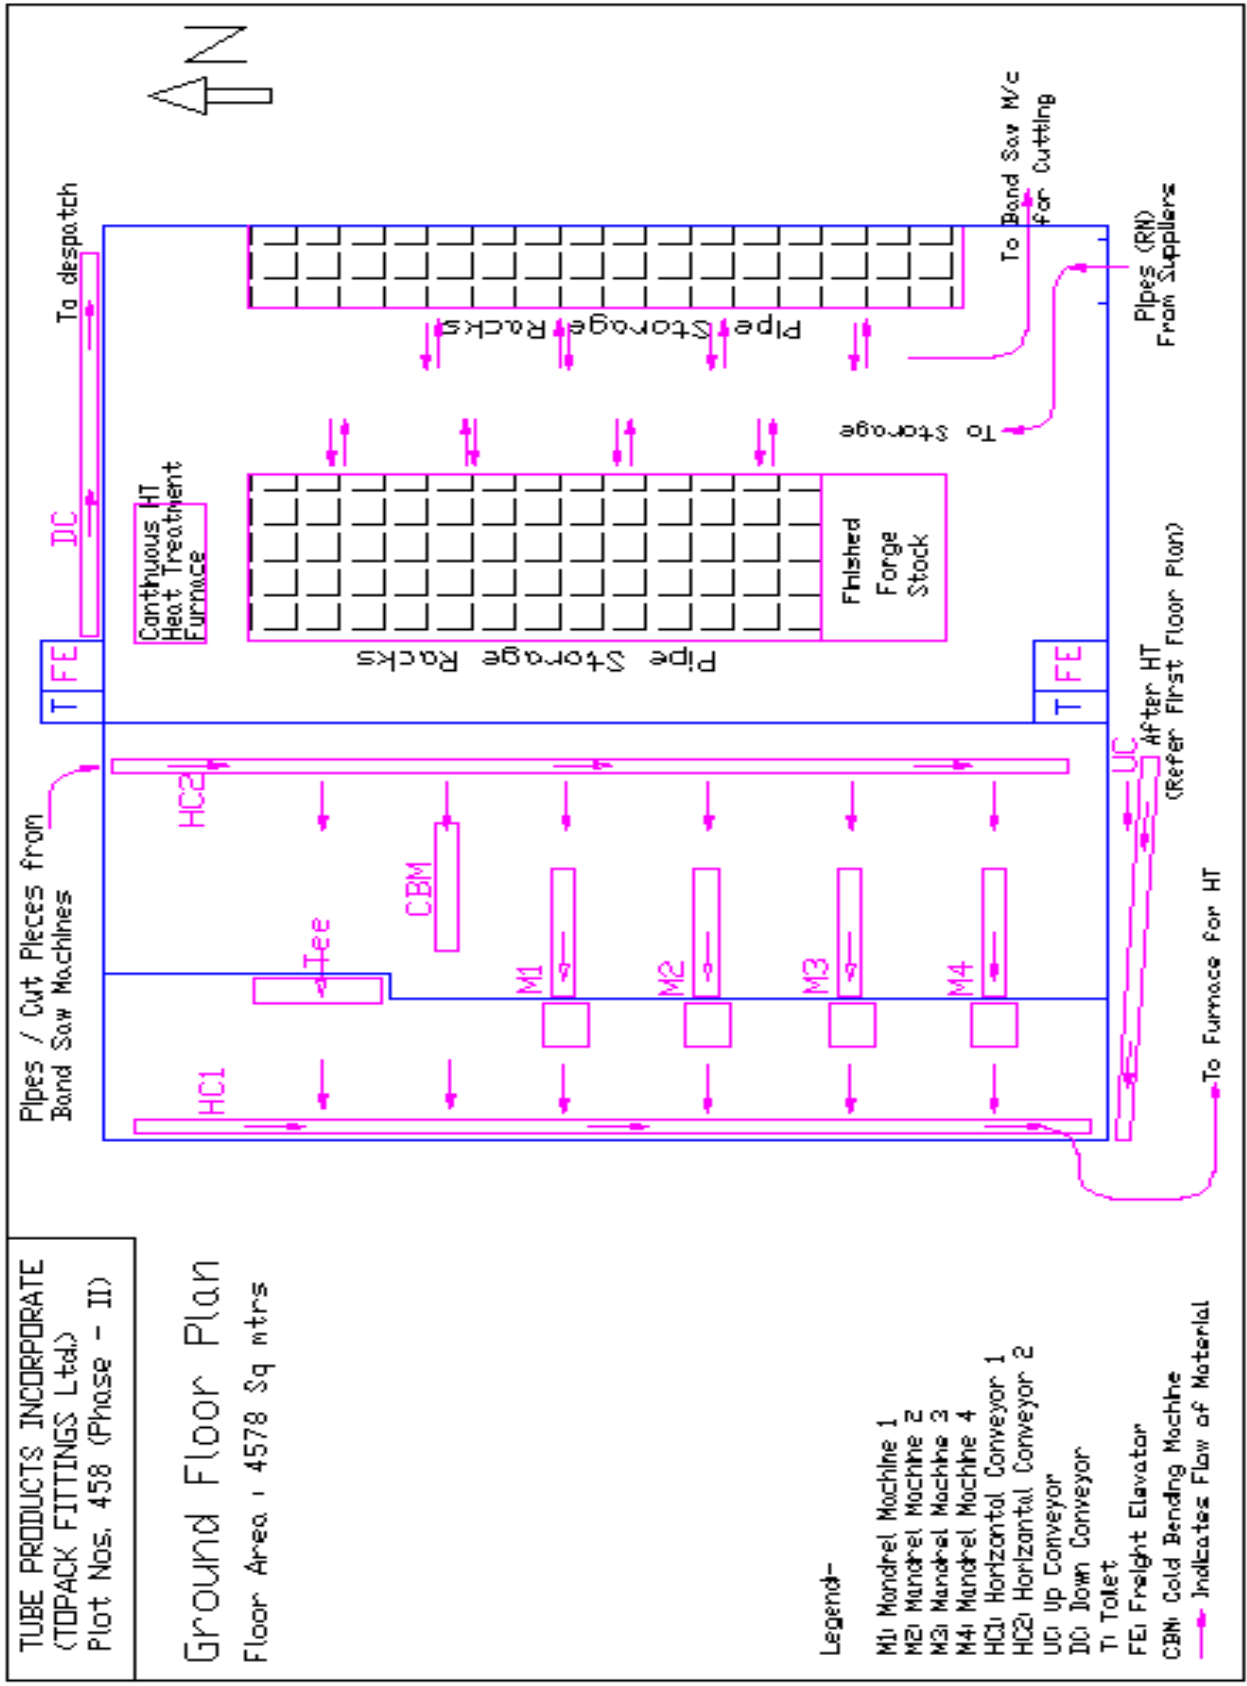 TUBE PRODUCTS INCORPORATE
(TOPACK FITTINGS Ltd.)
Plot Nos. 458 (Phase - II)
Ground Floor Plan
Floor Area : 4578 Sq mtrs
Pipes / Cut Pieces from
Band Saw Machines
T
FE
DC
To despatch
N
HC1
HC2
Tee
CBM
M1
M2
M3
M4
Canthuous HT
Heat Treatment
Furnace
Pipe Storage Racks
Pipe Storage Racks
Finished
Forge
Stock
To Storage
To Band Saw M/c
for Cutting
Pipes (RN)
From Suppliers
T
FE
UC
After HT
(Refer First Floor Plan)
To Furnace for HT
Legend:-
M1: Mandrel Machine 1
M2: Mandrel Machine 2
M3: Mandrel Machine 3
M4: Mandrel Machine 4
HC1: Horizontal Conveyor 1
HC2: Horizontal Conveyor 2
UC: Up Conveyor
DC: Down Conveyor
T: Toilet
FE: Freight Elevator
CBM: Cold Bending Machine
Indicates Flow of Material